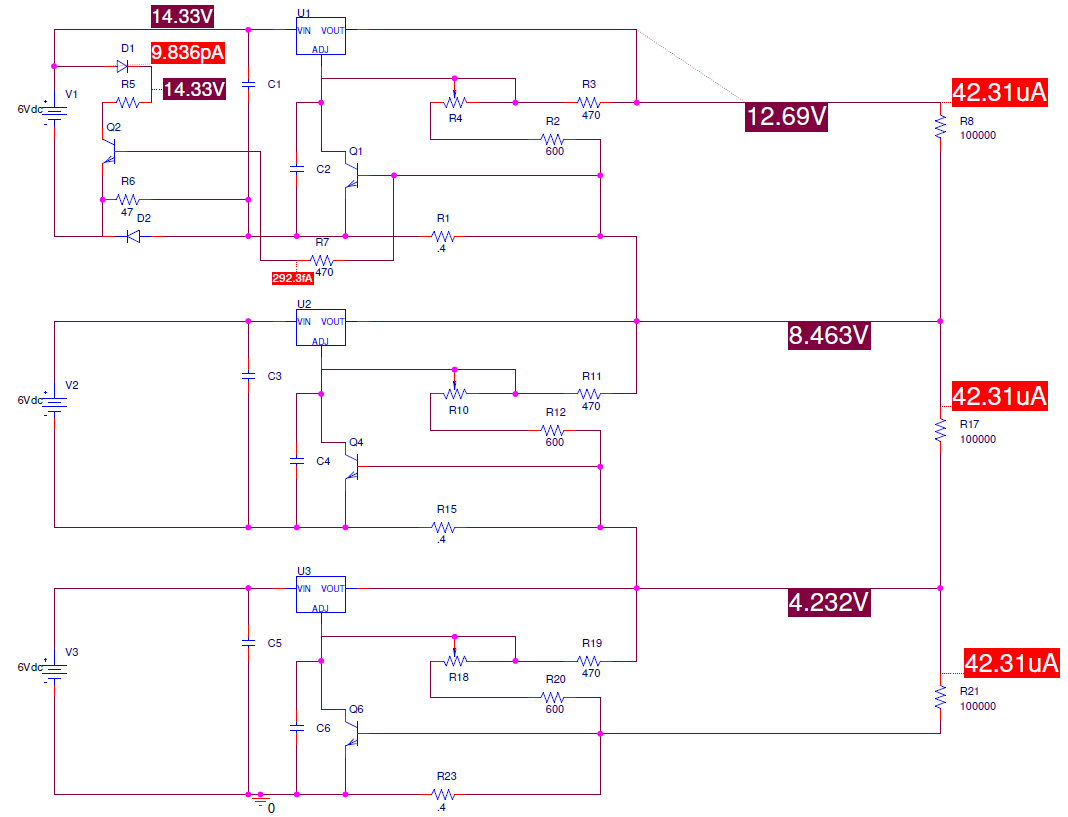 14.33V
U1
VIN VOUT
ADJ
D1
9.836pA
C1
V1
6Vdc
R5
14.33V
R4
R3
470
42.31uA
12.69V
R8
100000
Q2
R2
600
Q1
C2
R6
47
D2
R1
.4
R7
470
292.3fA
U2
VIN VOUT
ADJ
8.463V
C3
V2
6Vdc
R10
R11
470
42.31uA
R12
600
R17
100000
Q4
C4
R15
.4
U3
VIN VOUT
ADJ
4.232V
C5
V3
6Vdc
R18
R19
470
42.31uA
R20
600
R21
100000
Q6
C6
R23
.4
0